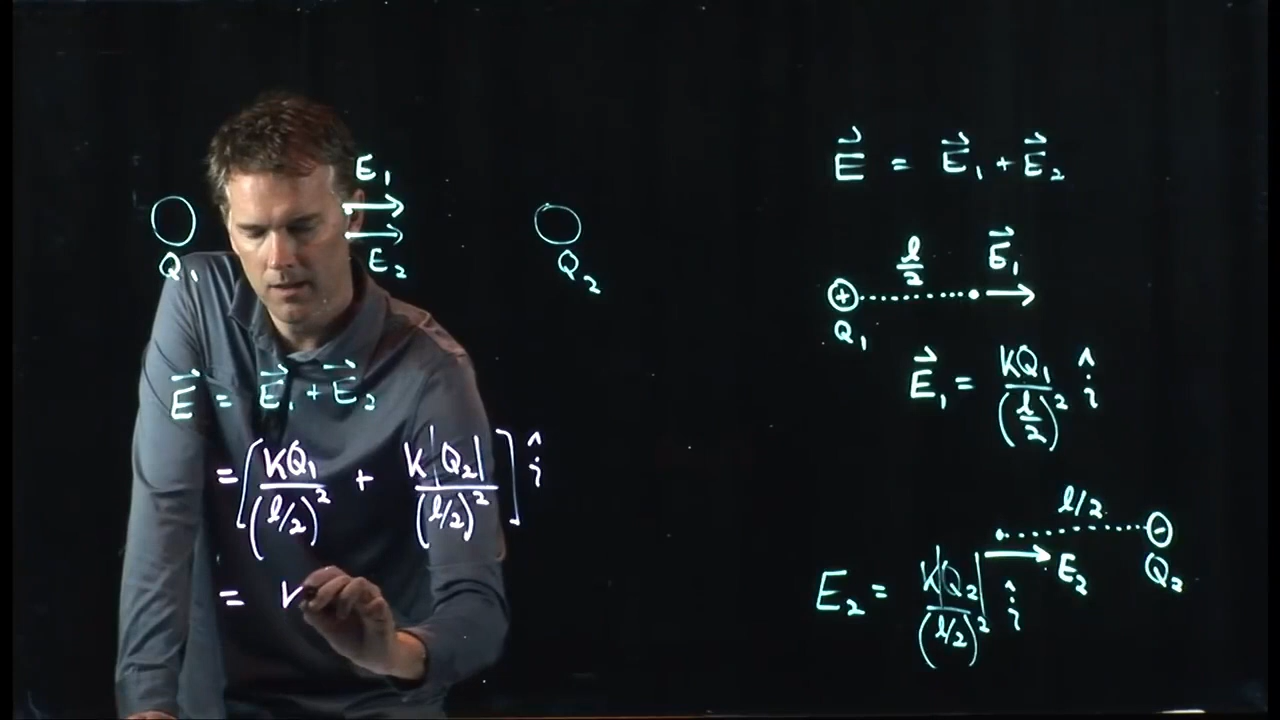 E₁
E₂
Q₁
Q₂
E⃗ = E⃗₁ + E⃗₂
= [ KQ₁/(l/2)² + K|Q₂|/(l/2)² ] î
= K
E⃗ = E⃗₁ + E⃗₂
l/2 E⃗₁
+
Q₁
E⃗₁ = KQ₁/(l/2)² î
l/2
-
E₂ Q₂
E₂ = K|Q₂|/(l/2)² î